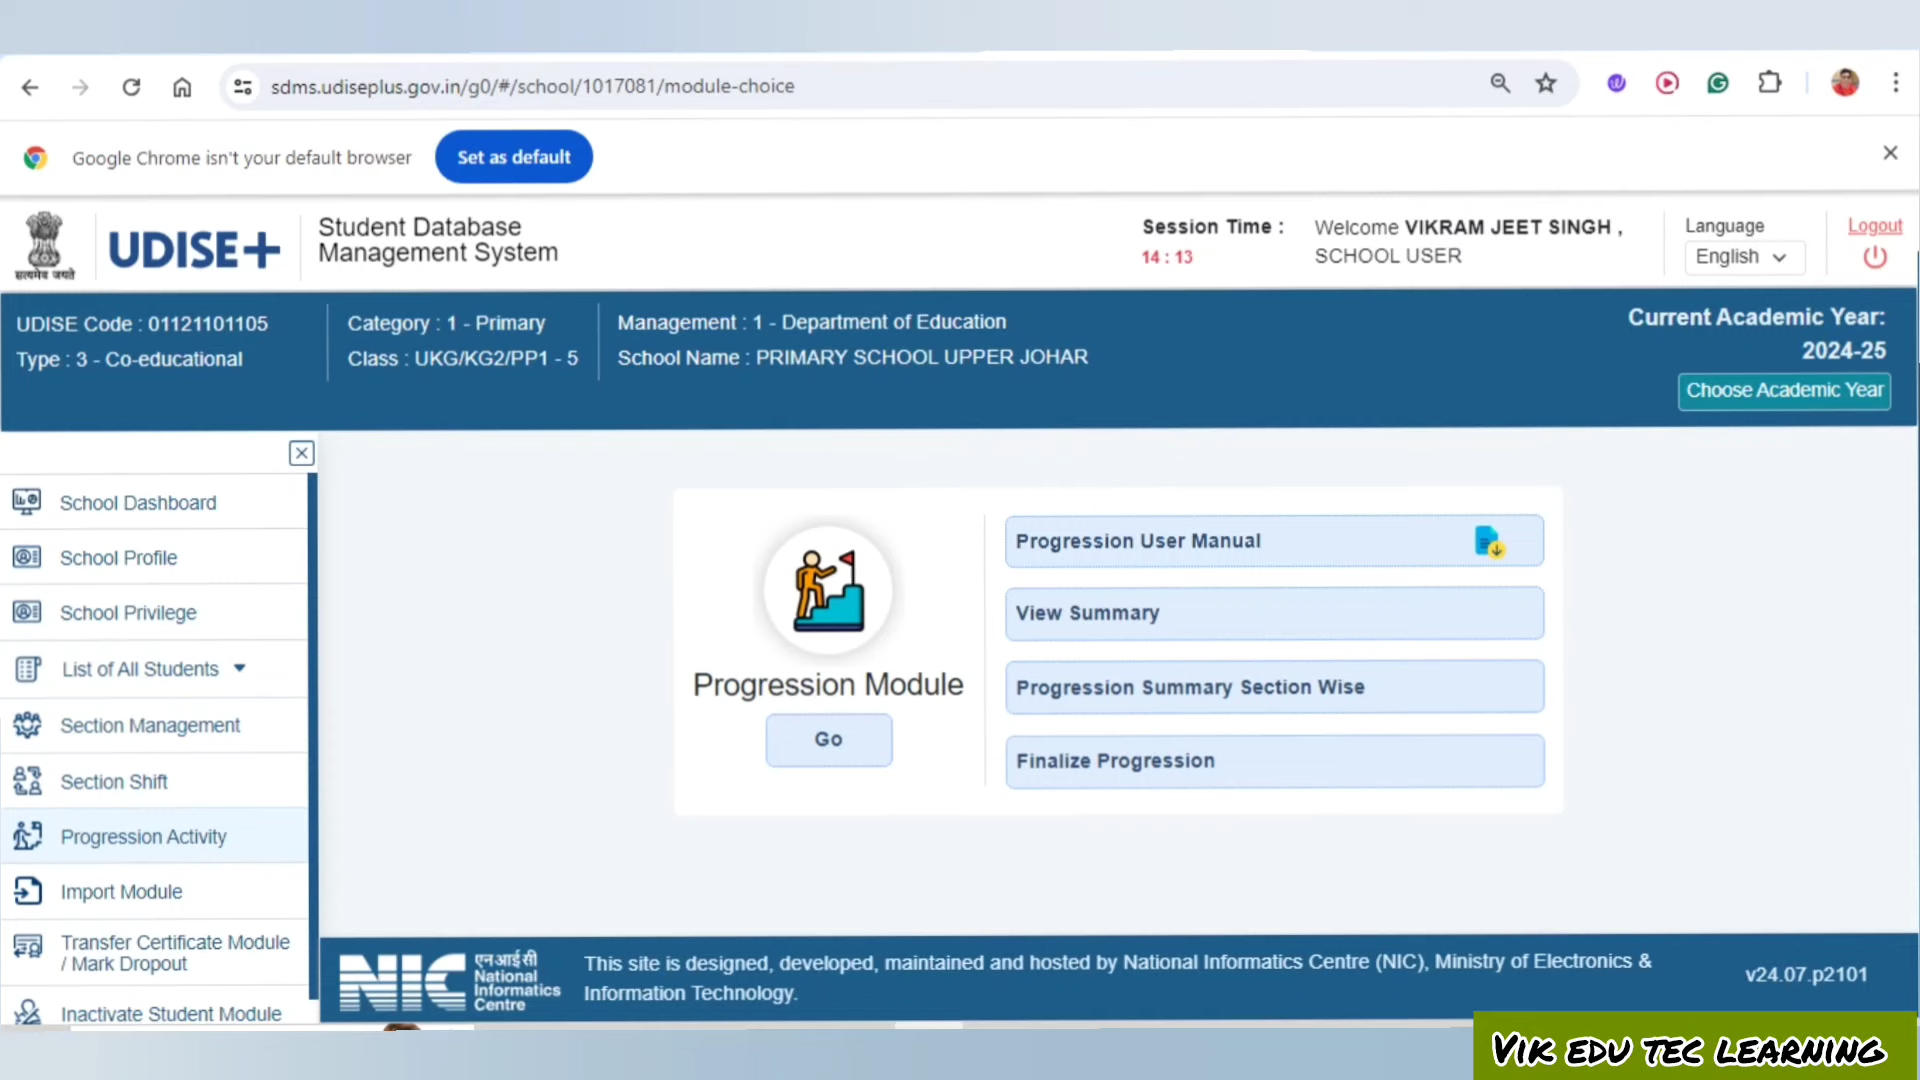 sdms.udiseplus.gov.in/g0/#/school/1017081/module-choice
Google Chrome isn't your default browser
Set as default
सत्यमेव जयते
UDISE+
Student Database
Management System
Session Time :
14 : 13
Welcome VIKRAM JEET SINGH ,
SCHOOL USER
Language
English
Logout
UDISE Code : 01121101105
Type : 3 - Co-educational
Category : 1 - Primary
Class : UKG/KG2/PP1 - 5
Management : 1 - Department of Education
School Name : PRIMARY SCHOOL UPPER JOHAR
Current Academic Year:
2024-25
Choose Academic Year
School Dashboard
School Profile
School Privilege
List of All Students
Section Management
Section Shift
Progression Activity
Import Module
Transfer Certificate Module
/ Mark Dropout
Inactivate Student Module
Progression Module
Go
Progression User Manual
View Summary
Progression Summary Section Wise
Finalize Progression
NIC
एन आई सी
National
Informatics
Centre
This site is designed, developed, maintained and hosted by National Informatics Centre (NIC), Ministry of Electronics &
Information Technology.
v24.07.p2101
VIK EDU TEC LEARNING